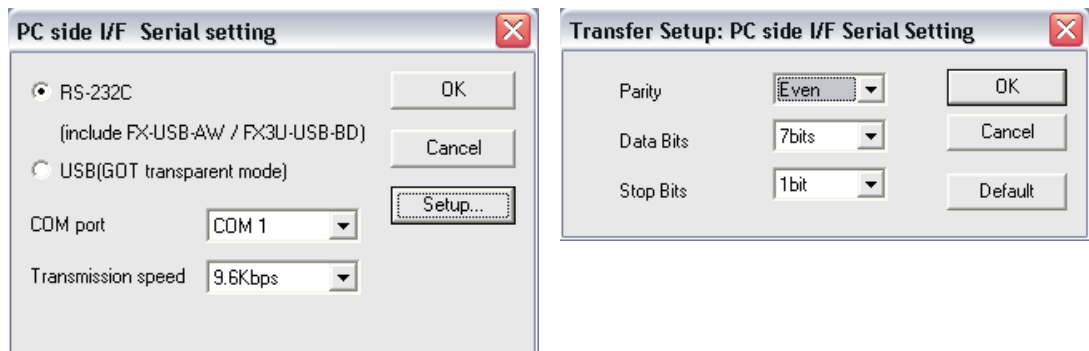 PC side I/F  Serial setting
RS-232C
(include FX-USB-AW / FX3U-USB-BD)
USB(GOT transparent mode)
COM port
COM 1
Transmission speed
9.6Kbps
OK
Cancel
Setup...
Transfer Setup: PC side I/F Serial Setting
Parity
Even
Data Bits
7bits
Stop Bits
1bit
OK
Cancel
Default